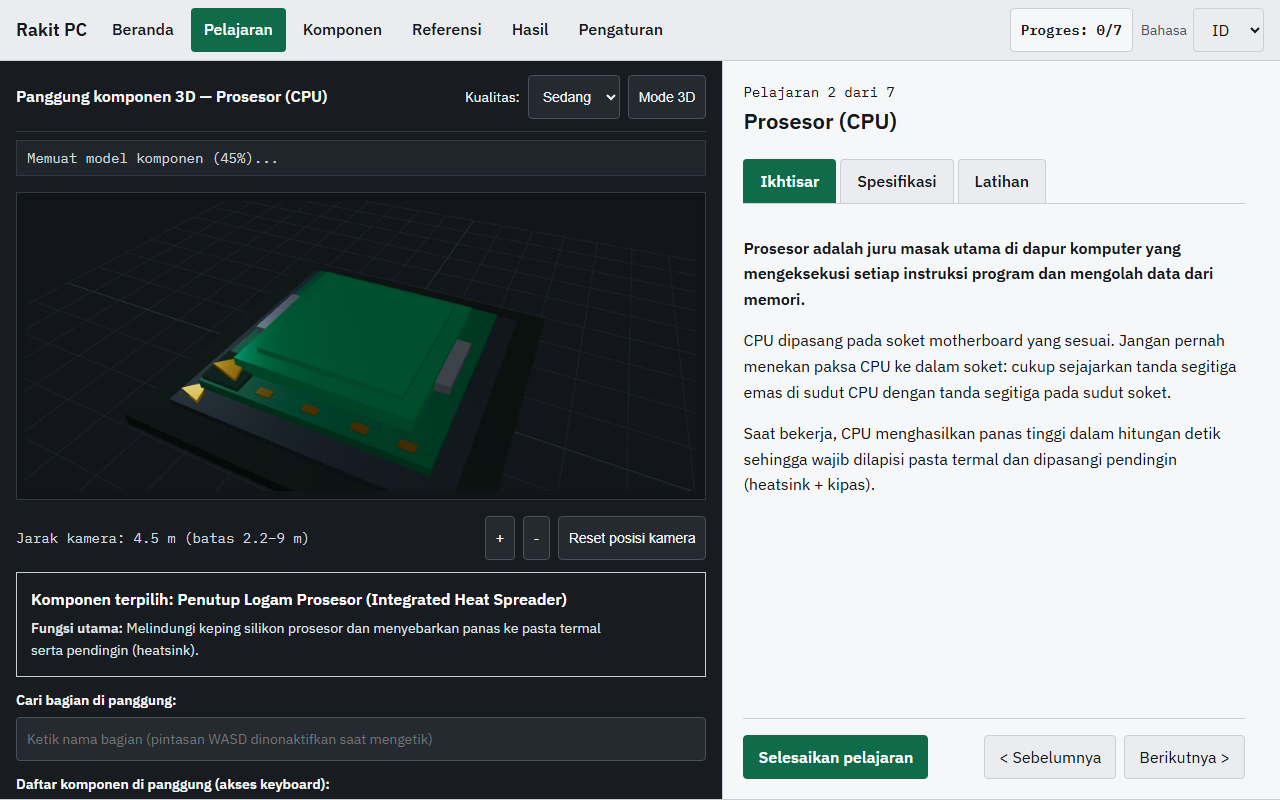 Rakit PC Beranda Pelajaran Komponen Referensi Hasil Pengaturan Progres: 0/7 Bahasa ID
Panggung komponen 3D — Prosesor (CPU) Kualitas: Sedang Mode 3D
Memuat model komponen (45%)...
Jarak kamera: 4.5 m (batas 2.2–9 m) + - Reset posisi kamera
Komponen terpilih: Penutup Logam Prosesor (Integrated Heat Spreader)
Fungsi utama: Melindungi keping silikon prosesor dan menyebarkan panas ke pasta termal
serta pendingin (heatsink).
Cari bagian di panggung:
Ketik nama bagian (pintasan WASD dinonaktifkan saat mengetik)
Daftar komponen di panggung (akses keyboard):
Pelajaran 2 dari 7
Prosesor (CPU)
Ikhtisar Spesifikasi Latihan
Prosesor adalah juru masak utama di dapur komputer yang
mengeksekusi setiap instruksi program dan mengolah data dari
memori.
CPU dipasang pada soket motherboard yang sesuai. Jangan pernah
menekan paksa CPU ke dalam soket: cukup sejajarkan tanda segitiga
emas di sudut CPU dengan tanda segitiga pada sudut soket.
Saat bekerja, CPU menghasilkan panas tinggi dalam hitungan detik
sehingga wajib dilapisi pasta termal dan dipasangi pendingin
(heatsink + kipas).
Selesaikan pelajaran < Sebelumnya Berikutnya >